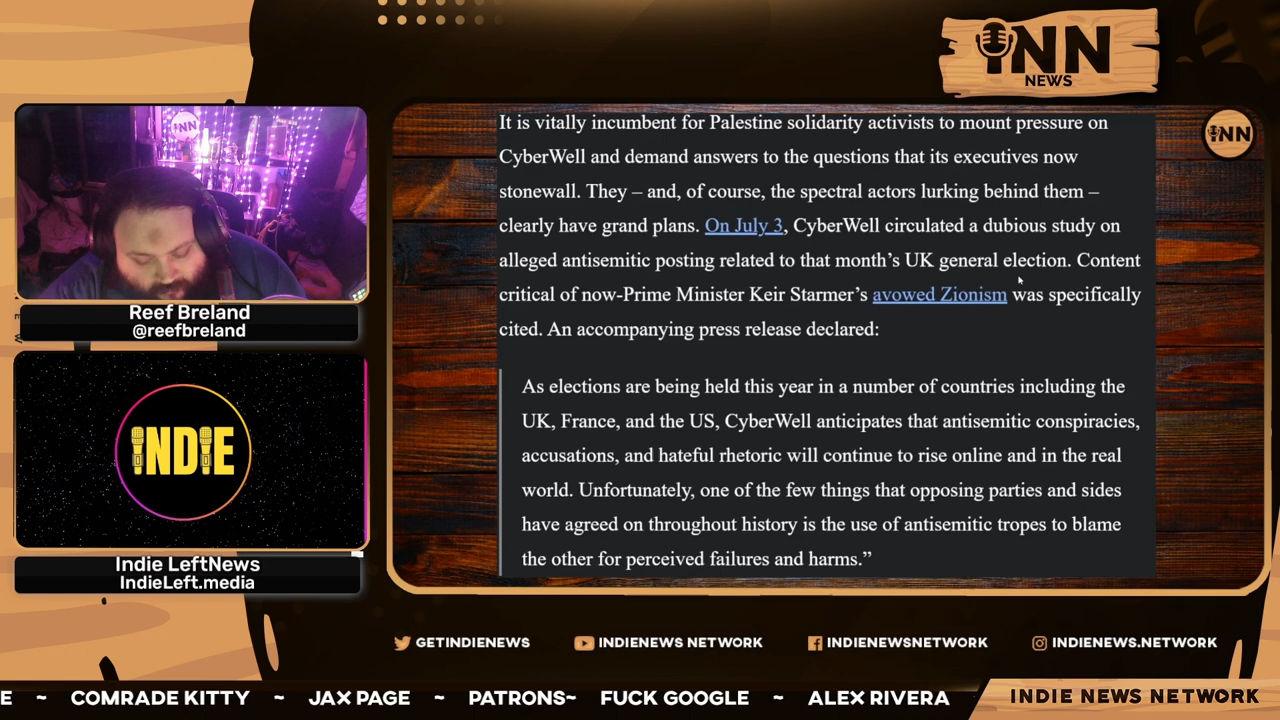 iNN
NEWS
iNN
iNN
It is vitally incumbent for Palestine solidarity activists to mount pressure on
CyberWell and demand answers to the questions that its executives now
stonewall. They – and, of course, the spectral actors lurking behind them –
clearly have grand plans. On July 3, CyberWell circulated a dubious study on
alleged antisemitic posting related to that month’s UK general election. Content
critical of now-Prime Minister Keir Starmer’s avowed Zionism was specifically
cited. An accompanying press release declared:
As elections are being held this year in a number of countries including the
UK, France, and the US, CyberWell anticipates that antisemitic conspiracies,
accusations, and hateful rhetoric will continue to rise online and in the real
world. Unfortunately, one of the few things that opposing parties and sides
have agreed on throughout history is the use of antisemitic tropes to blame
the other for perceived failures and harms.”
Reef Breland
@reefbreland
INDIE
Indie LeftNews
IndieLeft.media
GETINDIENEWS
INDIENEWS NETWORK
INDIENEWSNETWORK
INDIENEWS.NETWORK
E ~ COMRADE KITTY ~ JAX PAGE ~ PATRONS~ FUCK GOOGLE ~ ALEX RIVERA
INDIE NEWS NETWORK